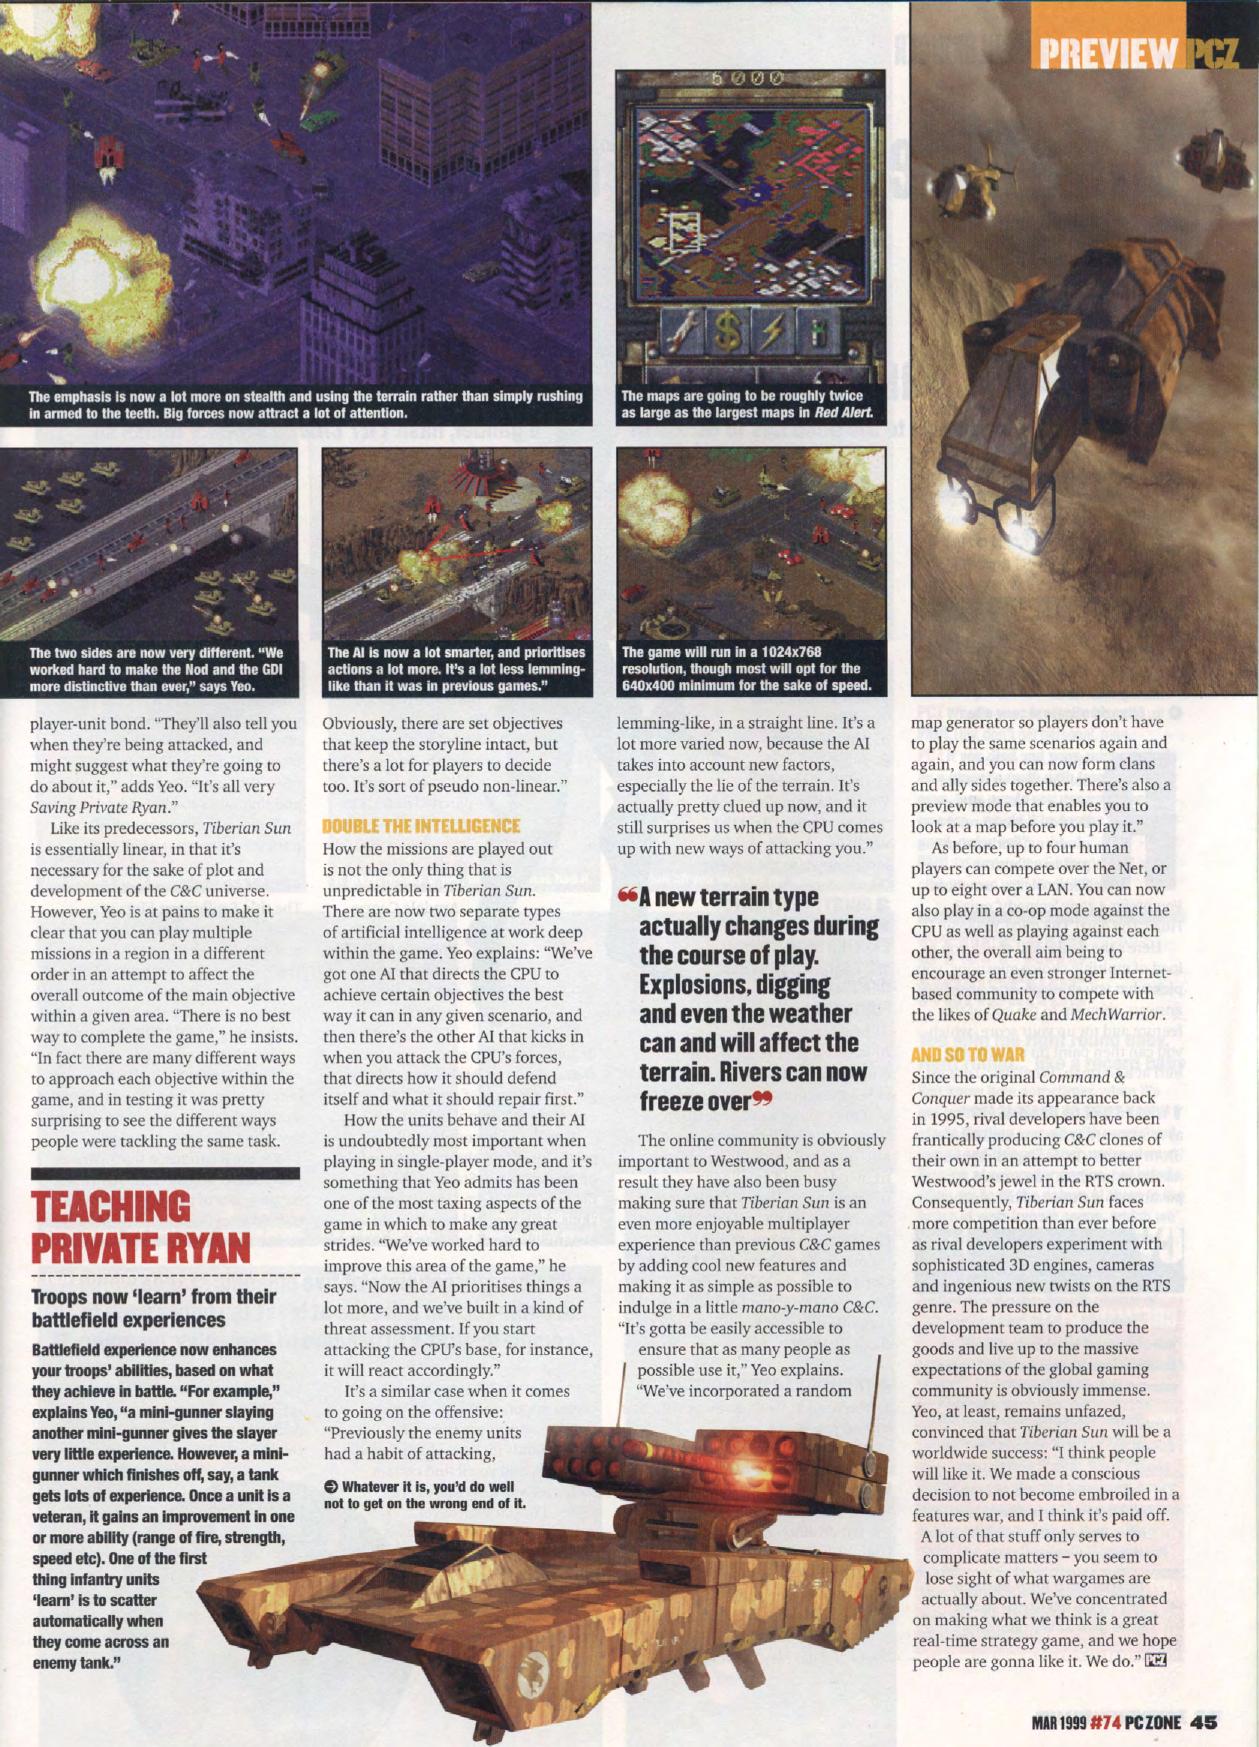 PREVIEW PCZ
6000
The emphasis is now a lot more on stealth and using the terrain rather than simply rushing
in armed to the teeth. Big forces now attract a lot of attention.
The maps are going to be roughly twice
as large as the largest maps in Red Alert.
The two sides are now very different. “We
worked hard to make the Nod and the GDI
more distinctive than ever,” says Yeo.
The AI is now a lot smarter, and prioritises
actions a lot more. It's a lot less lemming-
like than it was in previous games.”
The game will run in a 1024x768
resolution, though most will opt for the
640x400 minimum for the sake of speed.
player-unit bond. “They'll also tell you
when they're being attacked, and
might suggest what they're going to
do about it,” adds Yeo. “It's all very
Saving Private Ryan.”
Like its predecessors, Tiberian Sun
is essentially linear, in that it's
necessary for the sake of plot and
development of the C&C universe.
However, Yeo is at pains to make it
clear that you can play multiple
missions in a region in a different
order in an attempt to affect the
overall outcome of the main objective
within a given area. “There is no best
way to complete the game,” he insists.
“In fact there are many different ways
to approach each objective within the
game, and in testing it was pretty
surprising to see the different ways
people were tackling the same task.
TEACHING
PRIVATE RYAN
Troops now ‘learn’ from their
battlefield experiences
Battlefield experience now enhances
your troops' abilities, based on what
they achieve in battle. “For example,”
explains Yeo, “a mini-gunner slaying
another mini-gunner gives the slayer
very little experience. However, a mini-
gunner which finishes off, say, a tank
gets lots of experience. Once a unit is a
veteran, it gains an improvement in one
or more ability (range of fire, strength,
speed etc). One of the first
thing infantry units
‘learn’ is to scatter
automatically when
they come across an
enemy tank.”
Obviously, there are set objectives
that keep the storyline intact, but
there's a lot for players to decide
too. It's sort of pseudo non-linear.”
DOUBLE THE INTELLIGENCE
How the missions are played out
is not the only thing that is
unpredictable in Tiberian Sun.
There are now two separate types
of artificial intelligence at work deep
within the game. Yeo explains: “We've
got one AI that directs the CPU to
achieve certain objectives the best
way it can in any given scenario, and
then there's the other AI that kicks in
when you attack the CPU's forces,
that directs how it should defend
itself and what it should repair first.”
How the units behave and their AI
is undoubtedly most important when
playing in single-player mode, and it's
something that Yeo admits has been
one of the most taxing aspects of the
game in which to make any great
strides. “We've worked hard to
improve this area of the game,” he
says. “Now the AI prioritises things a
lot more, and we've built in a kind of
threat assessment. If you start
attacking the CPU's base, for instance,
it will react accordingly.”
It's a similar case when it comes
to going on the offensive:
“Previously the enemy units
had a habit of attacking,
Whatever it is, you'd do well
not to get on the wrong end of it.
lemming-like, in a straight line. It's a
lot more varied now, because the AI
takes into account new factors,
especially the lie of the terrain. It's
actually pretty clued up now, and it
still surprises us when the CPU comes
up with new ways of attacking you.”
“A new terrain type
actually changes during
the course of play.
Explosions, digging
and even the weather
can and will affect the
terrain. Rivers can now
freeze over”
The online community is obviously
important to Westwood, and as a
result they have also been busy
making sure that Tiberian Sun is an
even more enjoyable multiplayer
experience than previous C&C games
by adding cool new features and
making it as simple as possible to
indulge in a little mano-y-mano C&C.
“It's gotta be easily accessible to
ensure that as many people as
possible use it,” Yeo explains.
“We've incorporated a random
map generator so players don't have
to play the same scenarios again and
again, and you can now form clans
and ally sides together. There's also a
preview mode that enables you to
look at a map before you play it.”
As before, up to four human
players can compete over the Net, or
up to eight over a LAN. You can now
also play in a co-op mode against the
CPU as well as playing against each
other, the overall aim being to
encourage an even stronger Internet-
based community to compete with
the likes of Quake and MechWarrior.
AND SO TO WAR
Since the original Command &
Conquer made its appearance back
in 1995, rival developers have been
frantically producing C&C clones of
their own in an attempt to better
Westwood's jewel in the RTS crown.
Consequently, Tiberian Sun faces
more competition than ever before
as rival developers experiment with
sophisticated 3D engines, cameras
and ingenious new twists on the RTS
genre. The pressure on the
development team to produce the
goods and live up to the massive
expectations of the global gaming
community is obviously immense.
Yeo, at least, remains unfazed,
convinced that Tiberian Sun will be a
worldwide success: “I think people
will like it. We made a conscious
decision to not become embroiled in a
features war, and I think it's paid off.
A lot of that stuff only serves to
complicate matters – you seem to
lose sight of what wargames are
actually about. We've concentrated
on making what we think is a great
real-time strategy game, and we hope
people are gonna like it. We do.” PCZ
MAR 1999 #74 PC ZONE 45